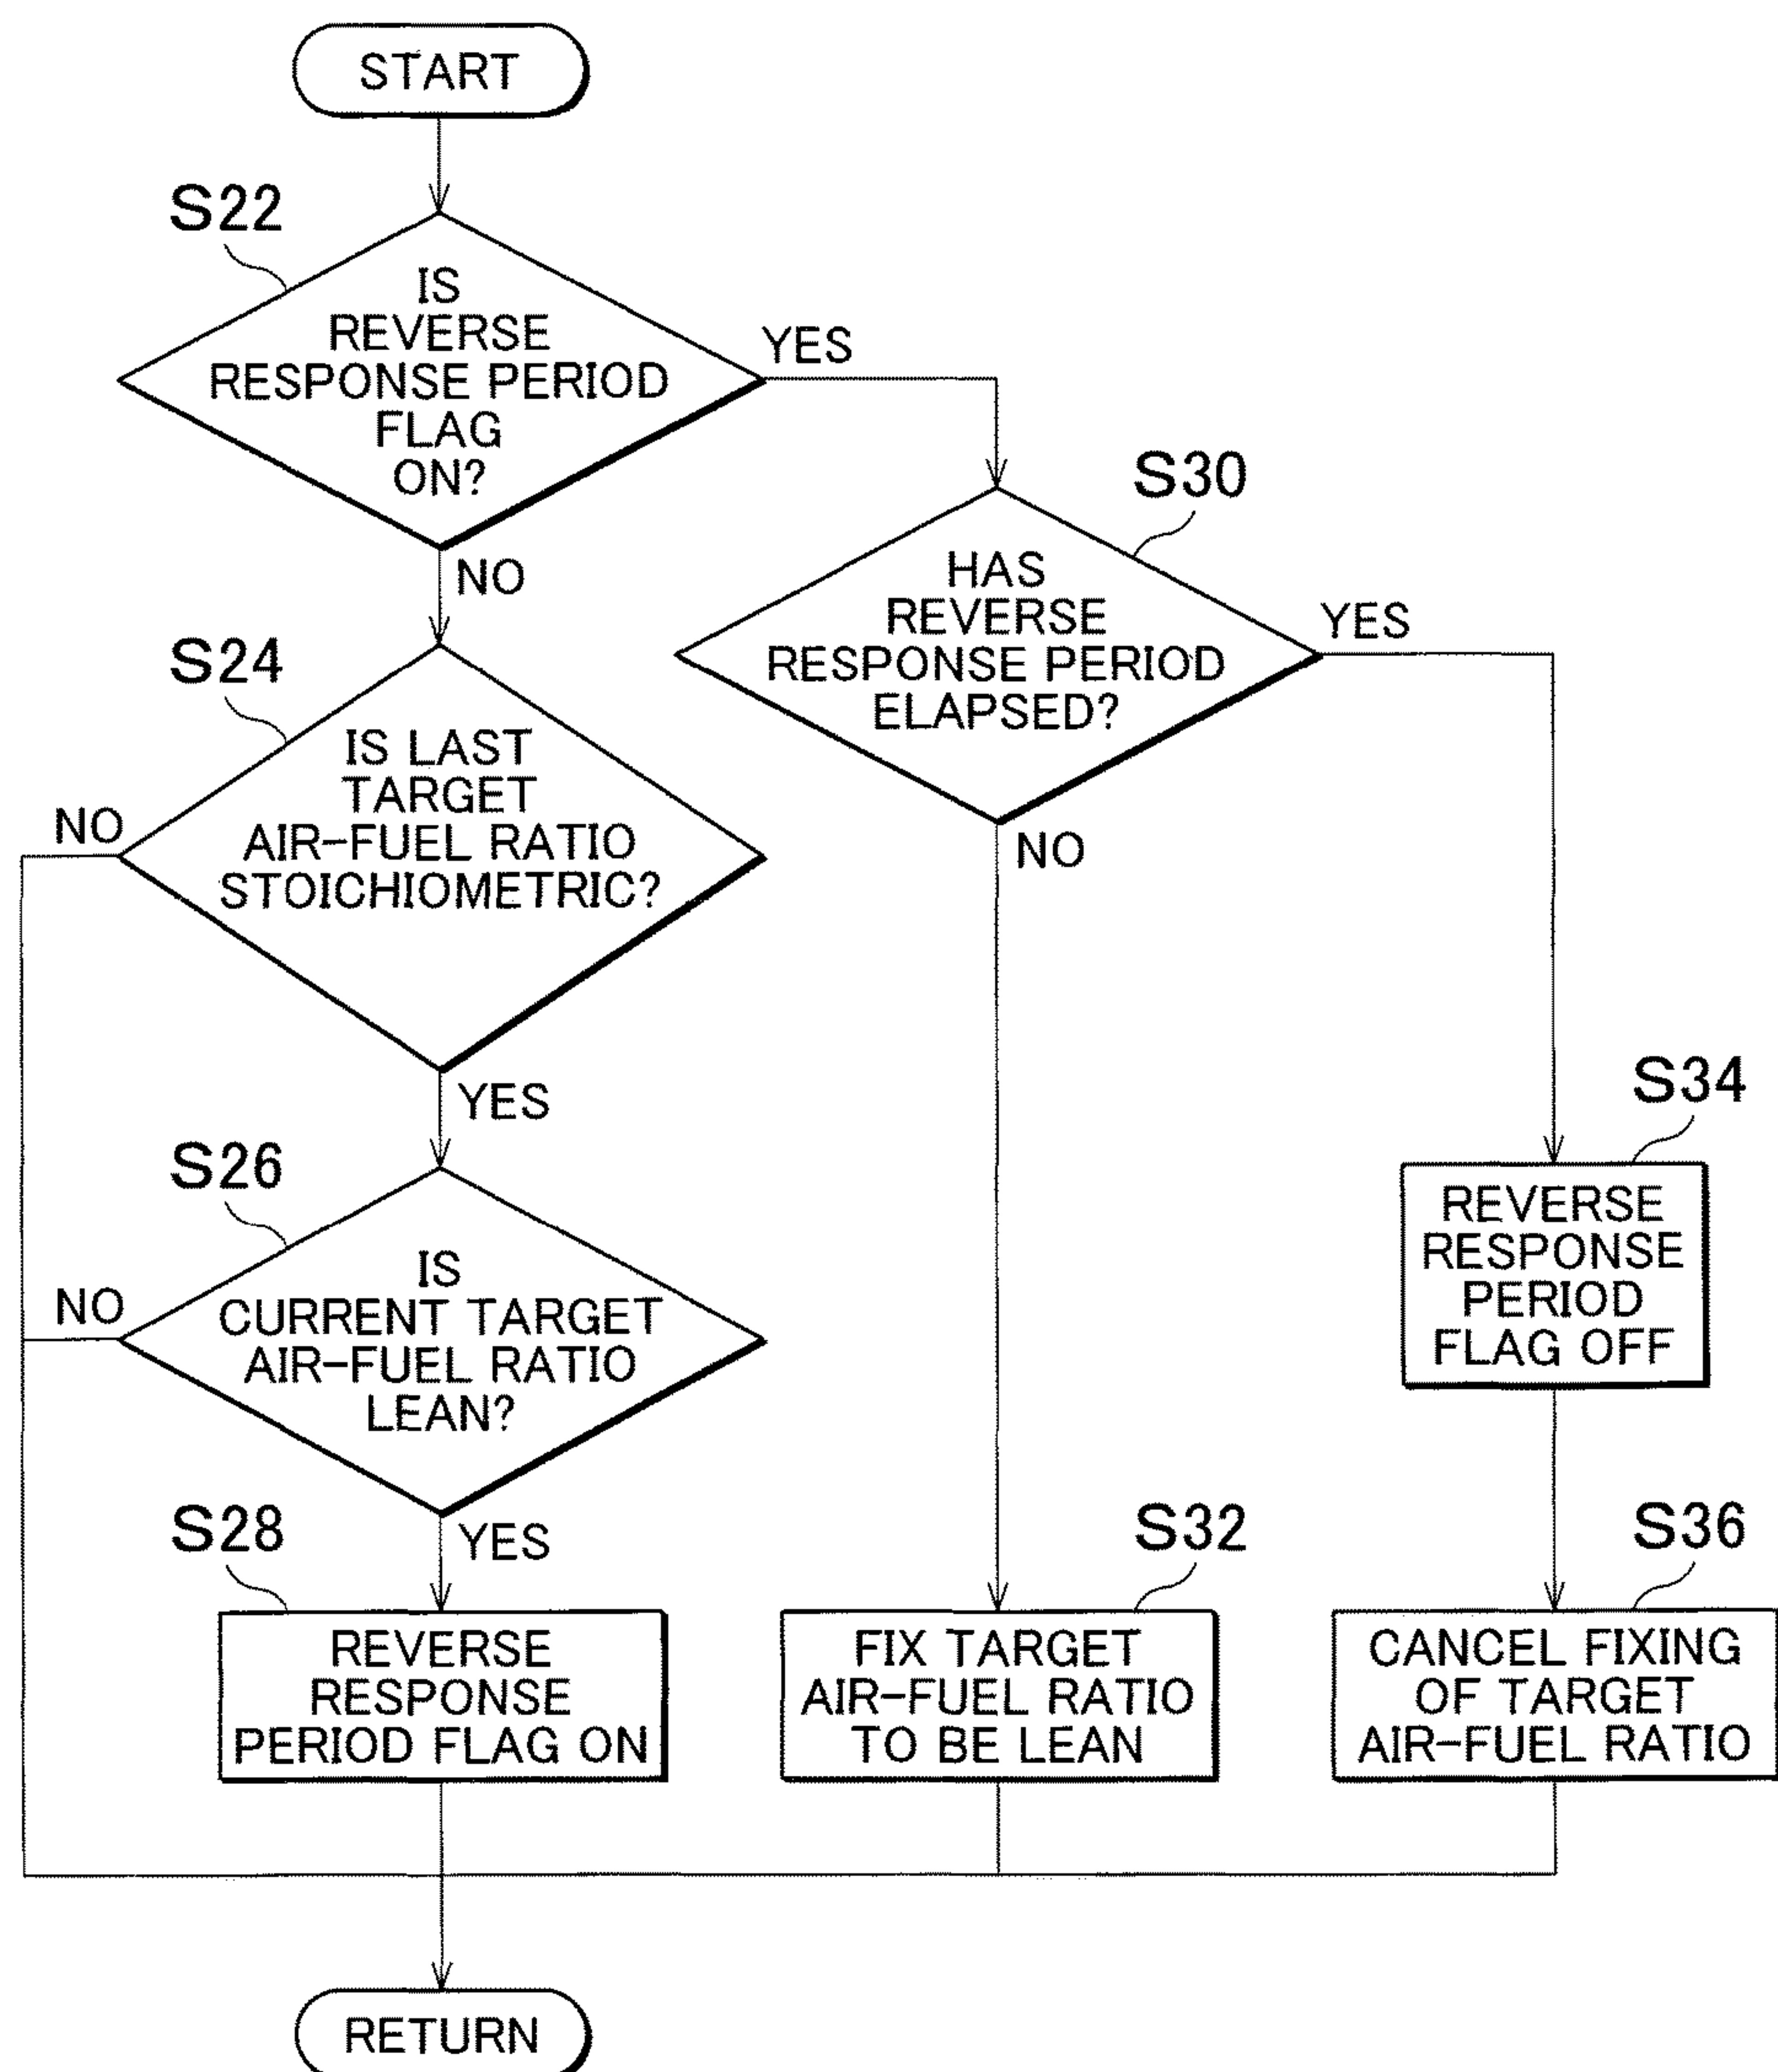 START
S22
IS
REVERSE
RESPONSE PERIOD
FLAG
ON?
YES
NO
S30
HAS
REVERSE
RESPONSE PERIOD
ELAPSED?
YES
NO
S24
IS LAST
TARGET
AIR-FUEL RATIO
STOICHIOMETRIC?
NO
YES
S26
IS
CURRENT TARGET
AIR-FUEL RATIO
LEAN?
NO
YES
S34
REVERSE
RESPONSE
PERIOD
FLAG OFF
S28
REVERSE
RESPONSE
PERIOD FLAG ON
S32
FIX TARGET
AIR-FUEL RATIO
TO BE LEAN
S36
CANCEL FIXING
OF TARGET
AIR-FUEL RATIO
RETURN